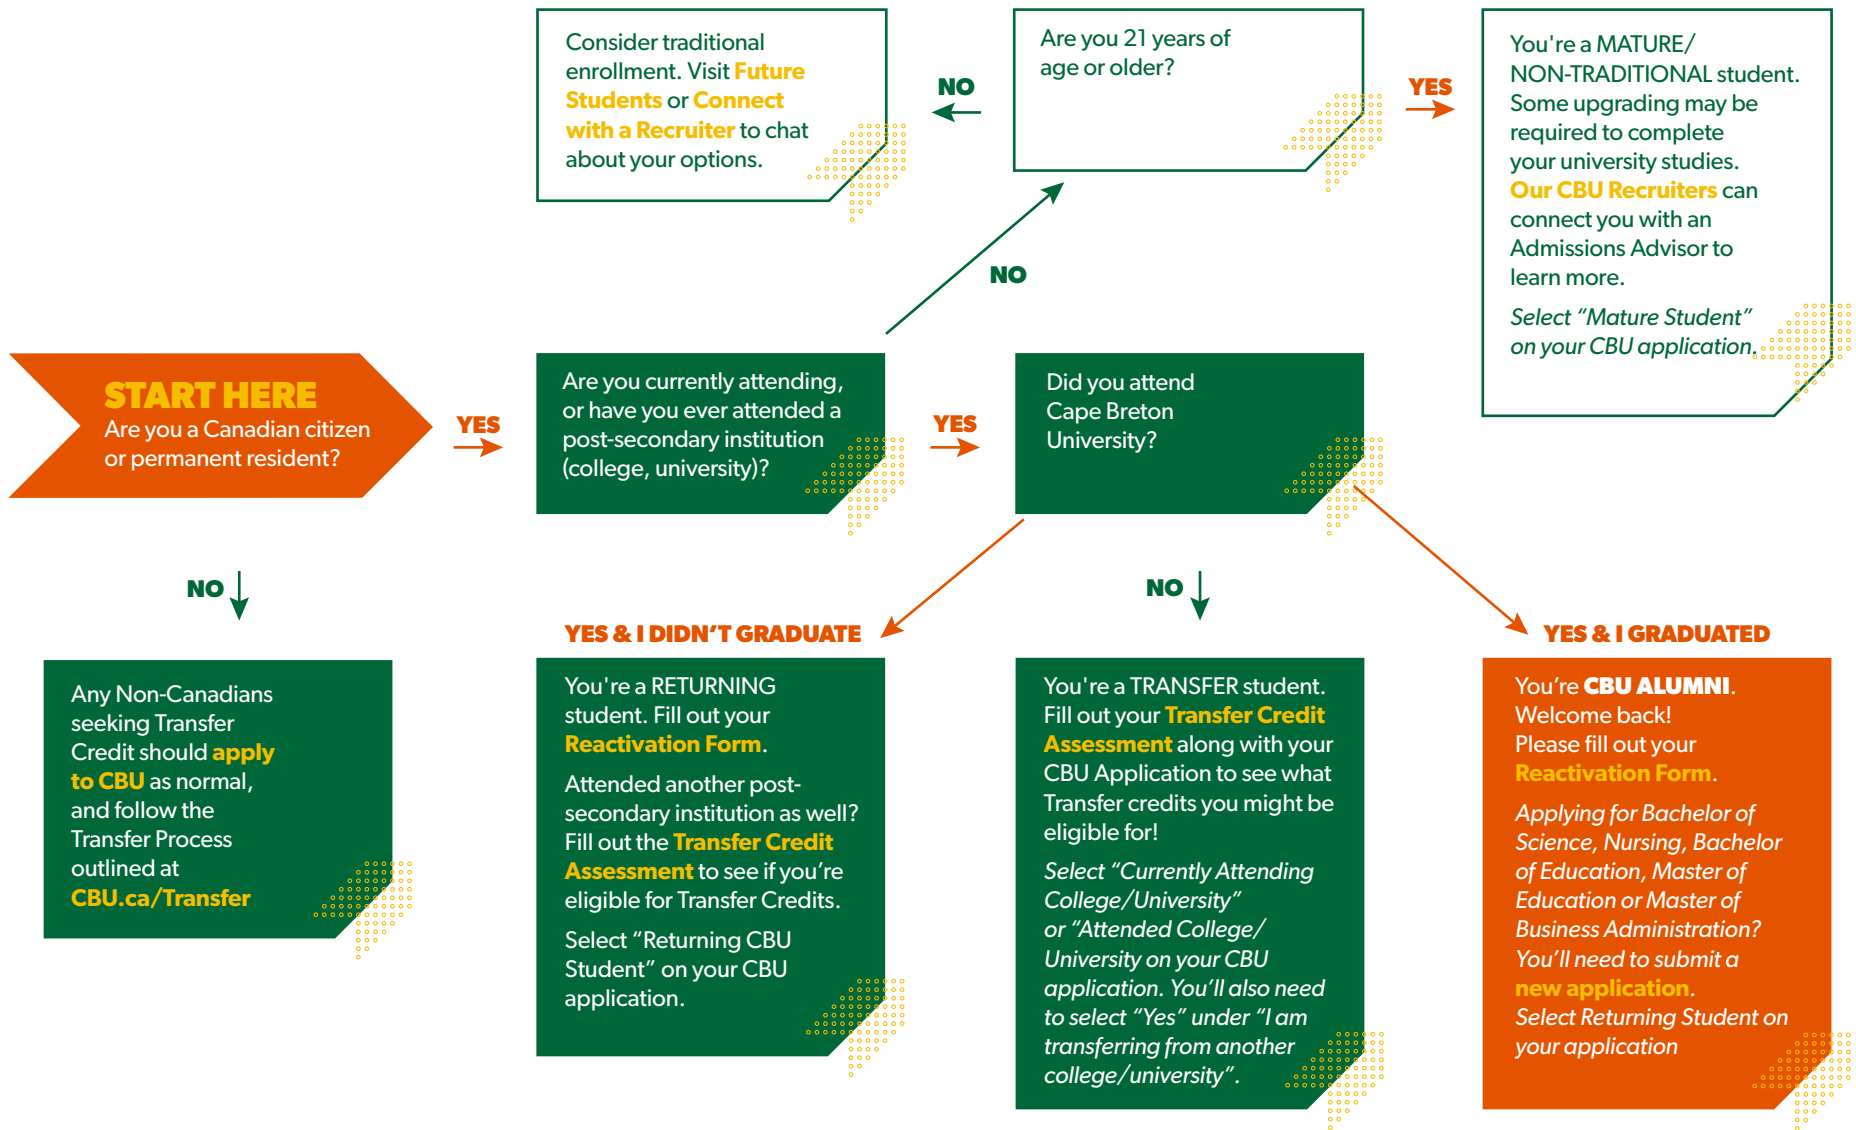 Consider traditional
enrollment. Visit Future
Students or Connect
with a Recruiter to chat
about your options.
NO
Are you 21 years of
age or older?
YES
You're a MATURE/
NON-TRADITIONAL student.
Some upgrading may be
required to complete
your university studies.
Our CBU Recruiters can
connect you with an
Admissions Advisor to
learn more.
Select “Mature Student”
on your CBU application.
NO
START HERE
Are you a Canadian citizen
or permanent resident?
YES
Are you currently attending,
or have you ever attended a
post-secondary institution
(college, university)?
YES
Did you attend
Cape Breton
University?
NO
Any Non-Canadians
seeking Transfer
Credit should apply
to CBU as normal,
and follow the
Transfer Process
outlined at
CBU.ca/Transfer
YES & I DIDN’T GRADUATE
You're a RETURNING
student. Fill out your
Reactivation Form.
Attended another post-
secondary institution as well?
Fill out the Transfer Credit
Assessment to see if you’re
eligible for Transfer Credits.
Select “Returning CBU
Student” on your CBU
application.
NO
You're a TRANSFER student.
Fill out your Transfer Credit
Assessment along with your
CBU Application to see what
Transfer credits you might be
eligible for!
Select “Currently Attending
College/University”
or “Attended College/
University on your CBU
application. You’ll also need
to select “Yes” under “I am
transferring from another
college/university”.
YES & I GRADUATED
You’re CBU ALUMNI.
Welcome back!
Please fill out your
Reactivation Form.
Applying for Bachelor of
Science, Nursing, Bachelor
of Education, Master of
Education or Master of
Business Administration?
You’ll need to submit a
new application.
Select Returning Student on
your application